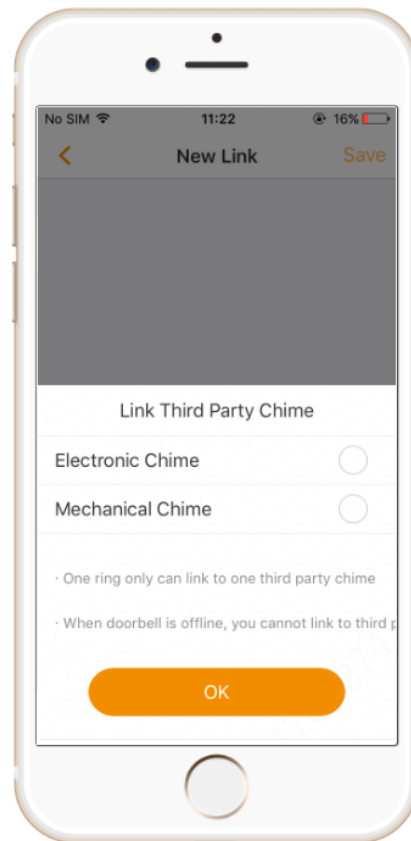 No SIM 11:22 16%
New Link Save
Link Third Party Chime
Electronic Chime
Mechanical Chime
· One ring only can link to one third party chime
· When doorbell is offline, you cannot link to third p
OK